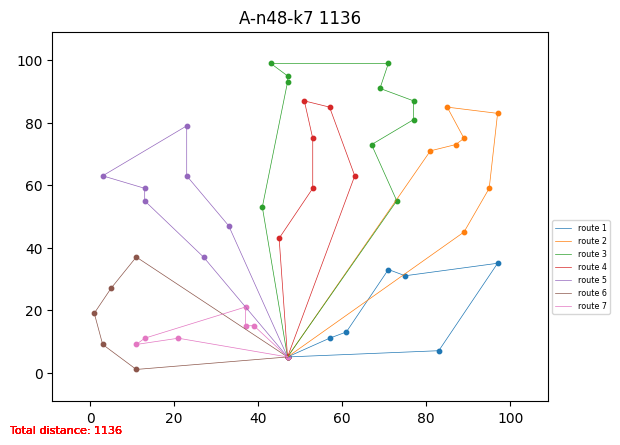 A-n48-k7 1136
100
80
60
40
20
0
0 20 40 60 80 100
route 1
route 2
route 3
route 4
route 5
route 6
route 7
Total distance: 1136